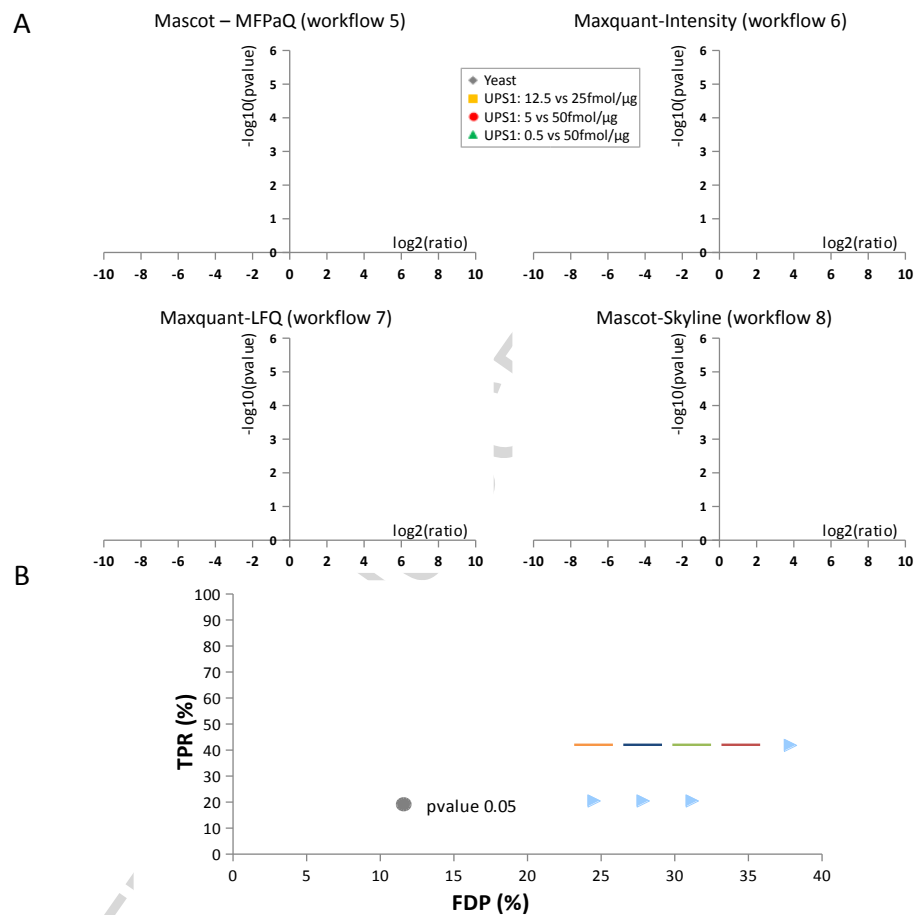 A
Mascot – MFPaQ (workflow 5)
-log10(pvalue)
6
5
4
3
2
1
0
log2(ratio)
-10 -8 -6 -4 -2 0 2 4 6 8 10
Maxquant-Intensity (workflow 6)
-log10(pvalue)
6
5
4
3
2
1
0
log2(ratio)
-10 -8 -6 -4 -2 0 2 4 6 8 10
Yeast
UPS1: 12.5 vs 25fmol/µg
UPS1: 5 vs 50fmol/µg
UPS1: 0.5 vs 50fmol/µg
Maxquant-LFQ (workflow 7)
-log10(pvalue)
6
5
4
3
2
1
0
log2(ratio)
-10 -8 -6 -4 -2 0 2 4 6 8 10
Mascot-Skyline (workflow 8)
-log10(pvalue)
6
5
4
3
2
1
0
log2(ratio)
-10 -8 -6 -4 -2 0 2 4 6 8 10
B
TPR (%)
100
90
80
70
60
50
40
30
20
10
0
pvalue 0.05
0 5 10 15 20 25 30 35 40
FDP (%)